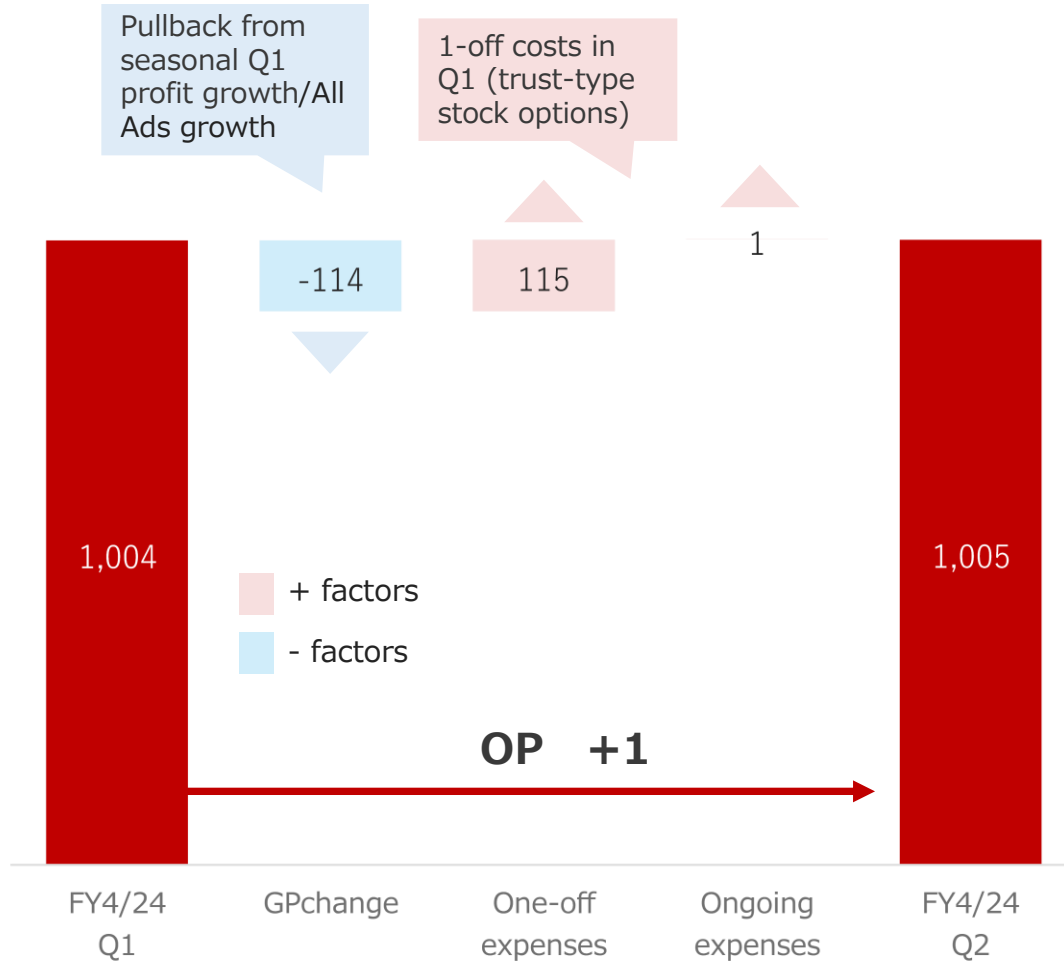 Pullback from
seasonal Q1
profit growth/All
Ads growth
1-off costs in
Q1 (trust-type
stock options)
-114
115
1
1,004
1,005
+ factors
- factors
OP +1
FY4/24
Q1
GPchange
One-off
expenses
Ongoing
expenses
FY4/24
Q2